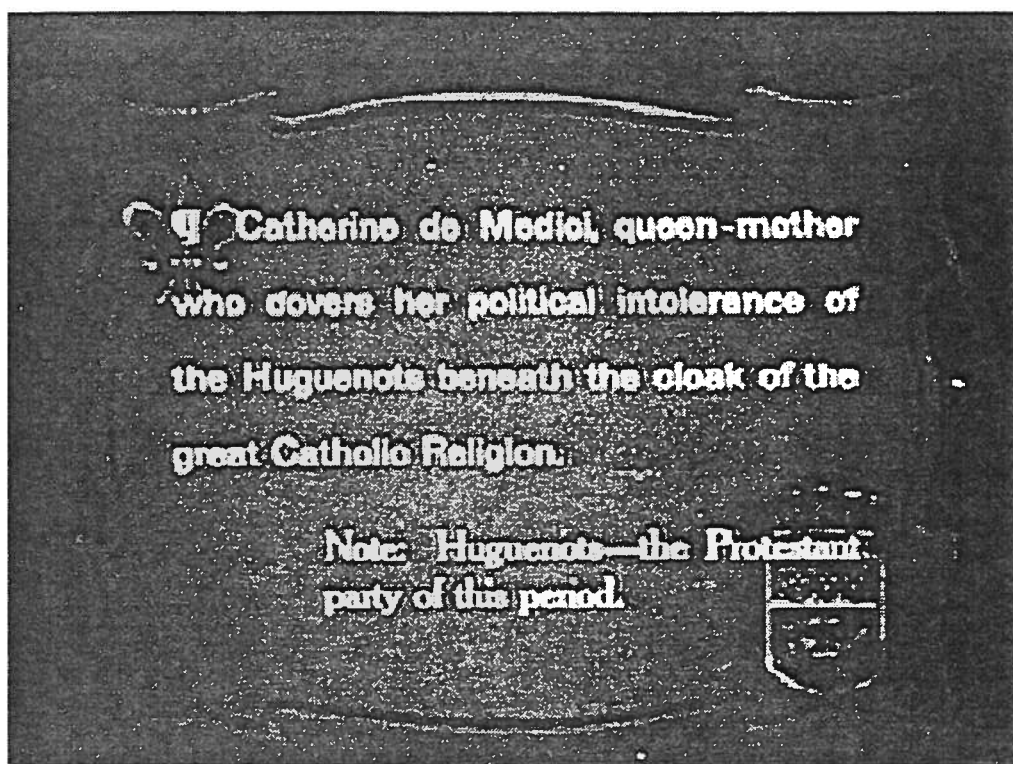 ¶ Catherine de Medici, queen-mother
who covers her political intolerance of
the Huguenots beneath the cloak of the
great Catholic Religion.
Note: Huguenots—the Protestant
party of this period.